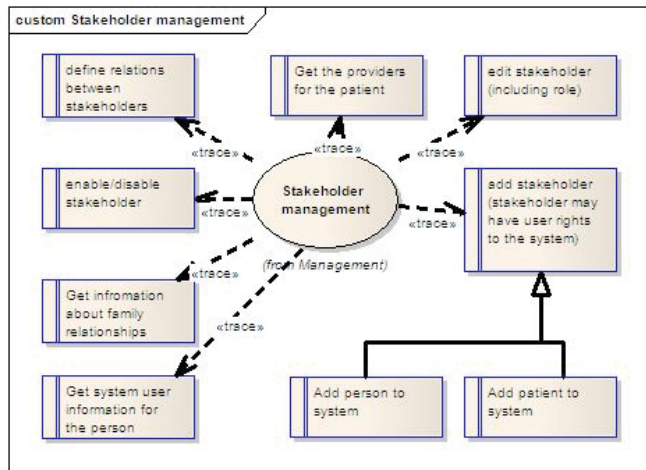 custom Stakeholder management
define relations
between
stakeholders
Get the providers
for the patient
edit stakeholder
(including role)
«trace»
«trace»
«trace»
enable/disable
stakeholder
«trace»
Stakeholder
management
(from Management)
add stakeholder
(stakeholder may
have user rights
to the system)
«trace»
Get infromation
about family
relationships
«trace»
«trace»
Get system user
information for
the person
Add person to
system
Add patient to
system